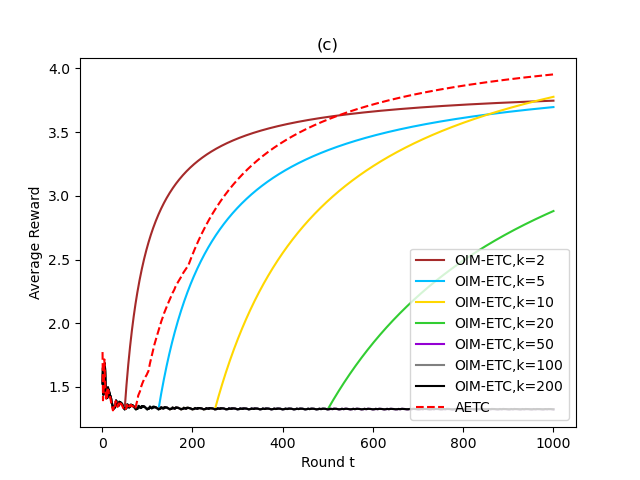 (c)
4.0
3.5
3.0
2.5
2.0
1.5
Average Reward
0
200
400
600
800
1000
Round t
OIM-ETC,k=2
OIM-ETC,k=5
OIM-ETC,k=10
OIM-ETC,k=20
OIM-ETC,k=50
OIM-ETC,k=100
OIM-ETC,k=200
AETC